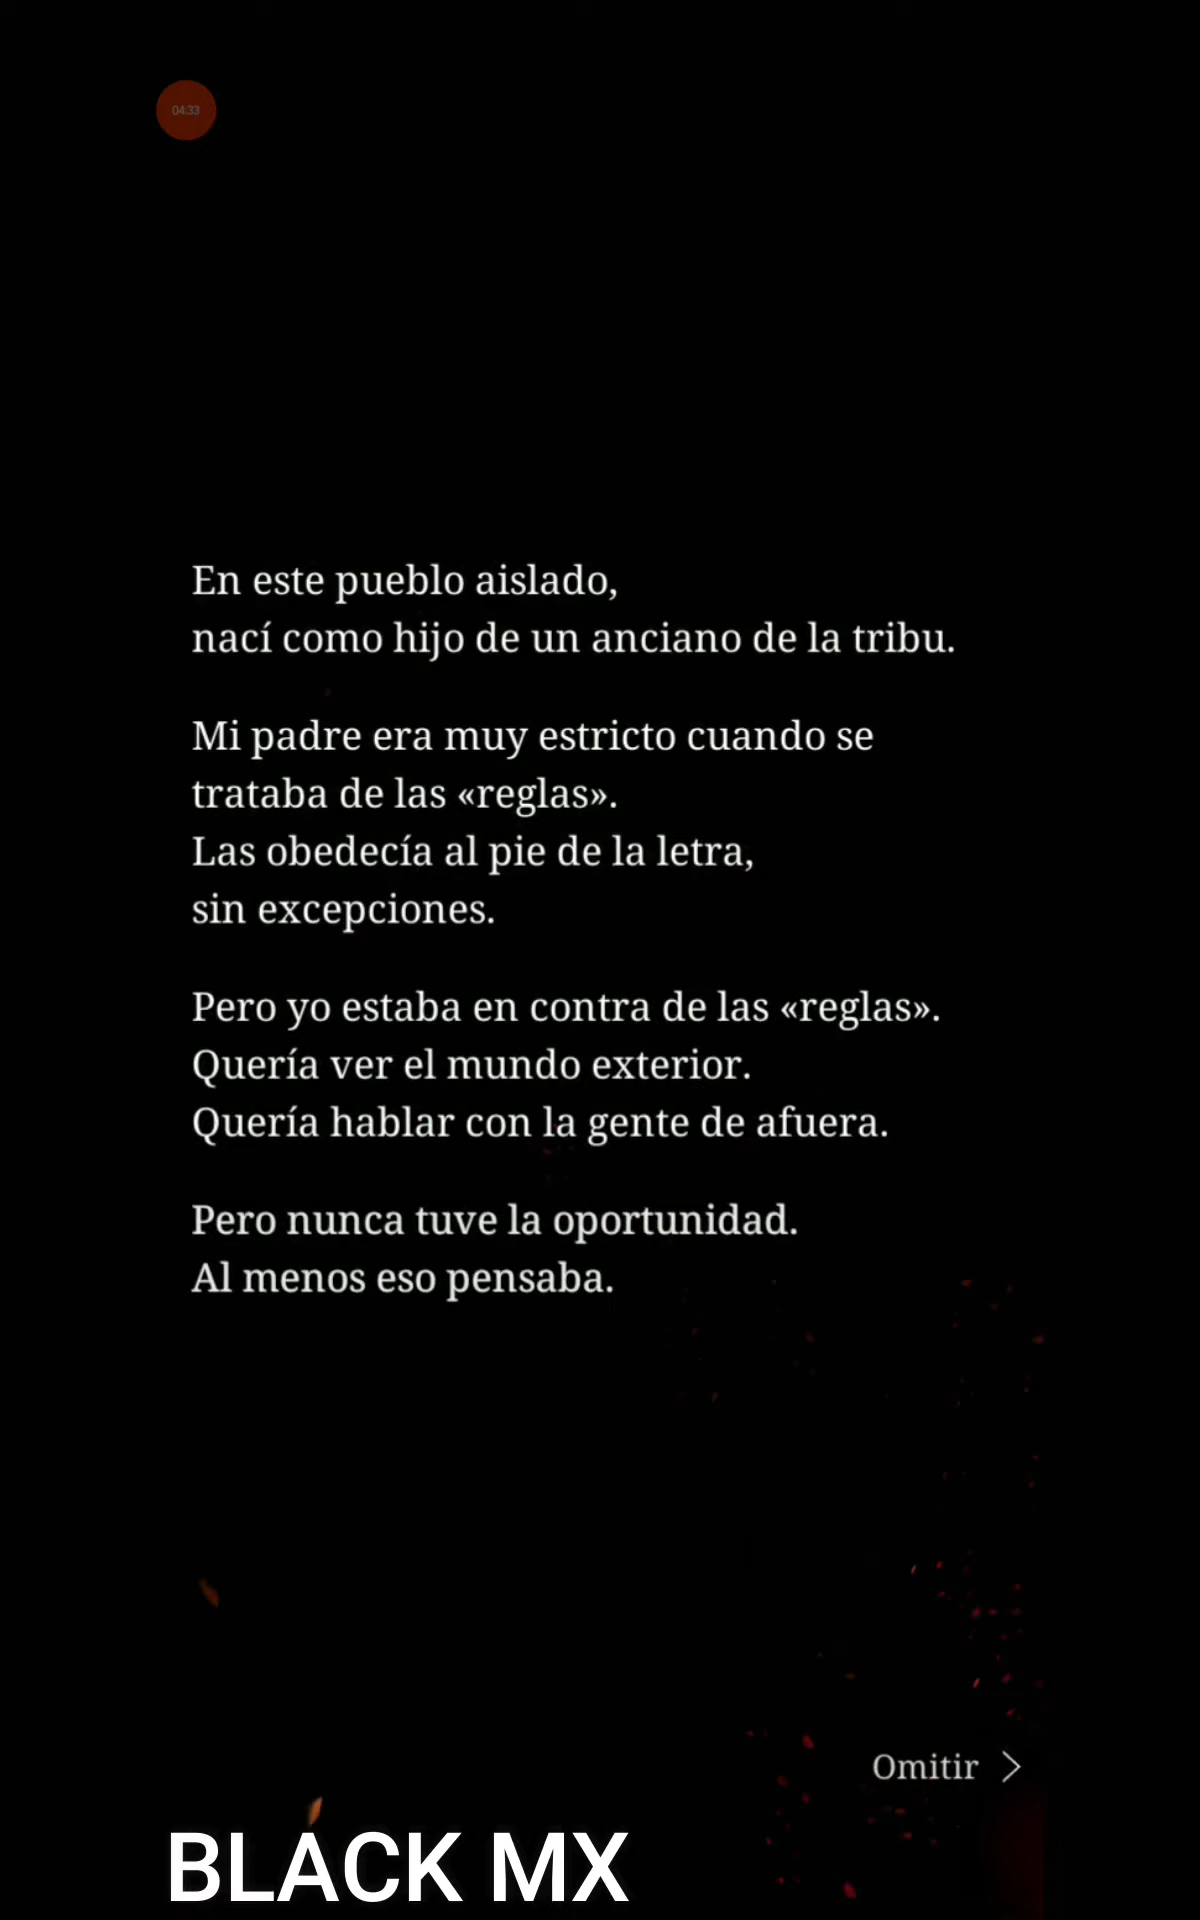 04:33
En este pueblo aislado,
nací como hijo de un anciano de la tribu.
Mi padre era muy estricto cuando se
trataba de las «reglas».
Las obedecía al pie de la letra,
sin excepciones.
Pero yo estaba en contra de las «reglas».
Quería ver el mundo exterior.
Quería hablar con la gente de afuera.
Pero nunca tuve la oportunidad.
Al menos eso pensaba.
Omitir
BLACK MX